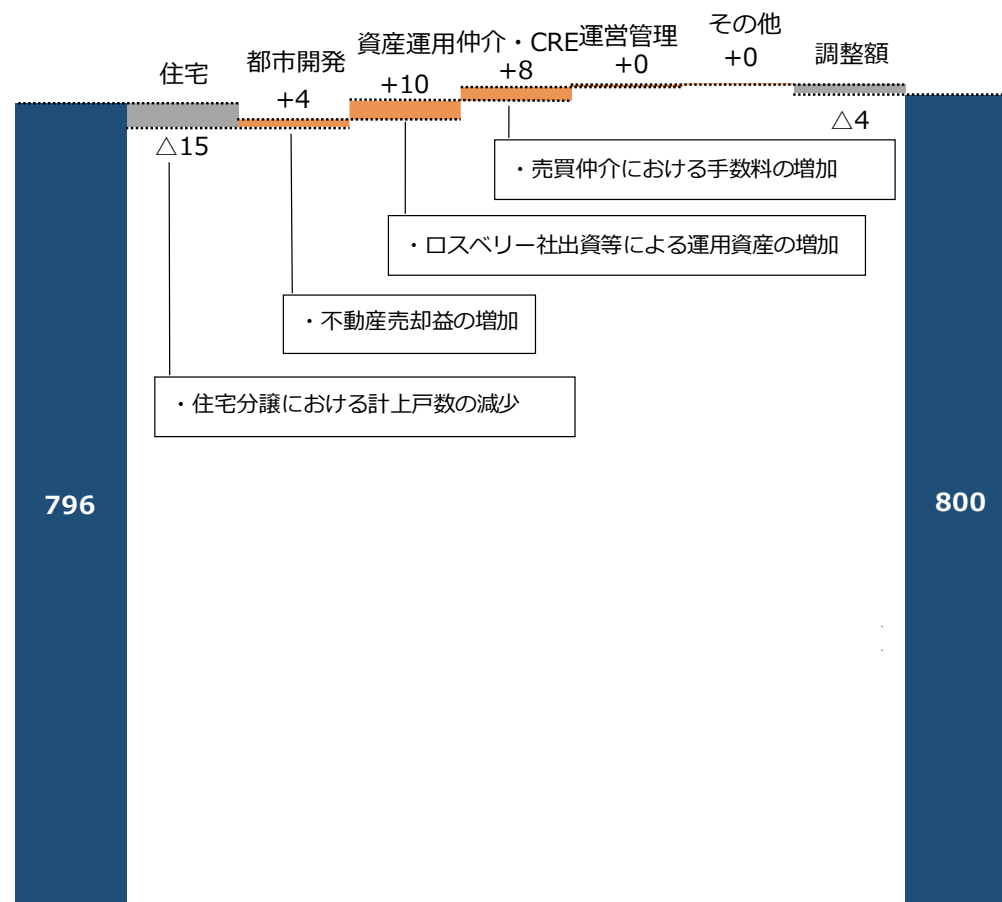 住宅
△15
都市開発
+4
資産運用
+10
仲介・CRE
+8
運営管理
+0
その他
+0
調整額
△4
・売買仲介における手数料の増加
・ロスベリー社出資等による運用資産の増加
・不動産売却益の増加
・住宅分譲における計上戸数の減少
796
800